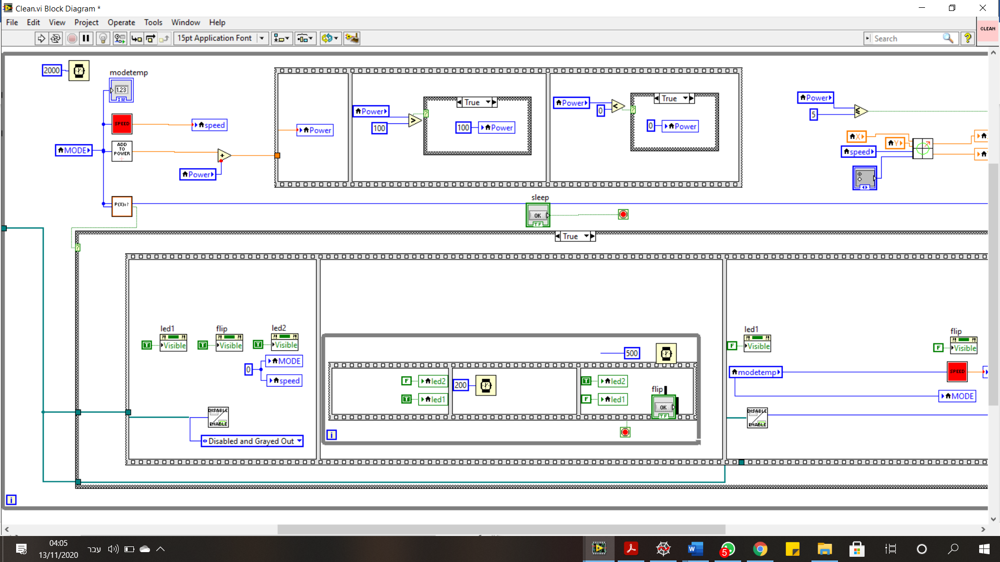 Clean.vi Block Diagram *
File Edit View Project Operate Tools Window Help
15pt Application Font
Search
CLEAN
2000
modetemp
1.23
I32
SPEED
speed
MODE
ADD TO POWER
Power
P(X)=?
Power
Power
100
True
100
Power
Power
0
True
0
Power
Power
5
X
Y
speed
sleep
OK
TF
True
led1
T
Visible
flip
T
Visible
led2
T
Visible
0
MODE
speed
DISABLE
ENABLE
Disabled and Grayed Out
500
F
led2
T
led1
200
T
led2
F
led1
flip
OK
TF
i
led1
F
Visible
flip
F
Visible
modetemp
SPEED
MODE
DISABLE
ENABLE
i
04:05
13/11/2020
עבר
5